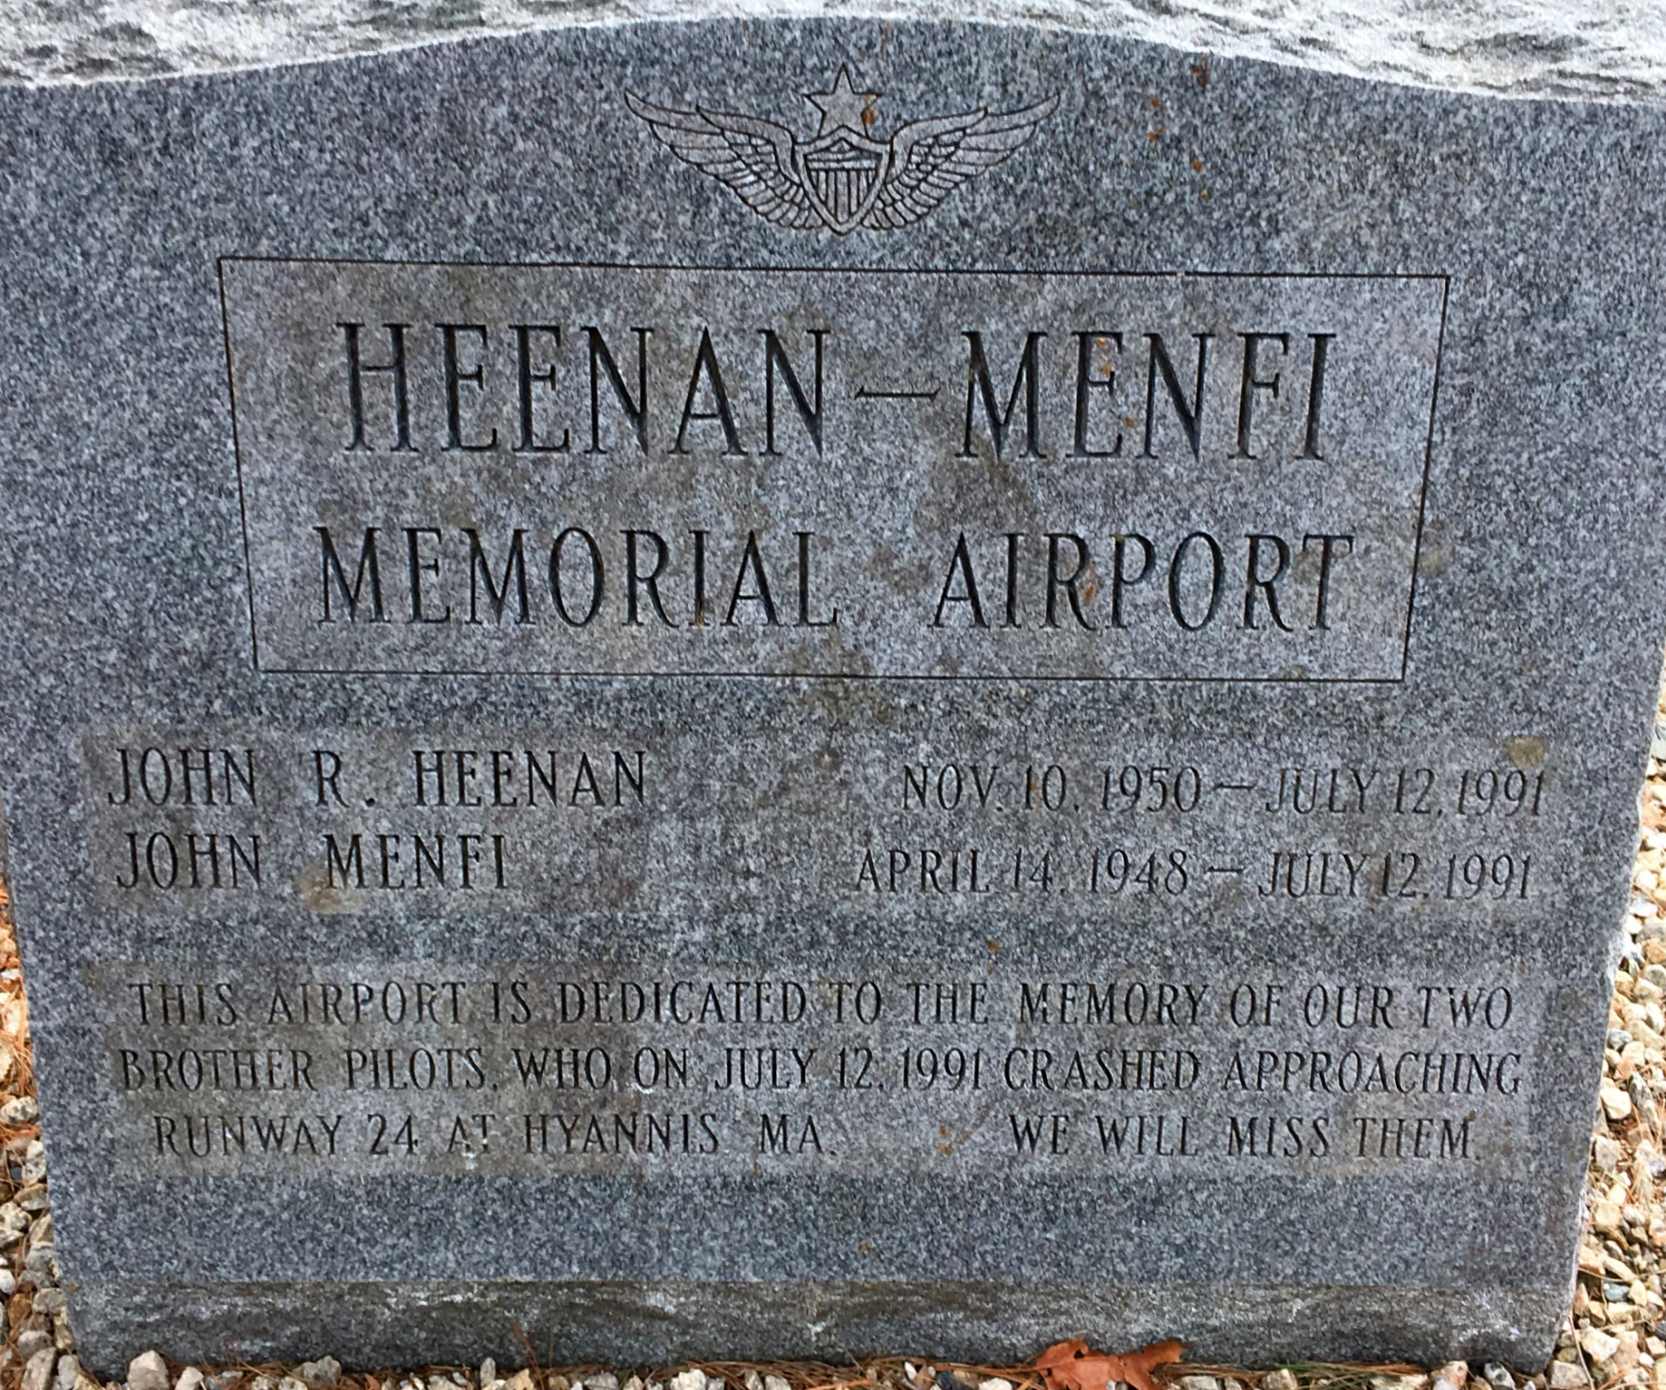 HEENAN – MENFI
MEMORIAL AIRPORT
JOHN R. HEENAN NOV. 10, 1950 – JULY 12, 1991
JOHN MENFI APRIL 14, 1948 – JULY 12, 1991
THIS AIRPORT IS DEDICATED TO THE MEMORY OF OUR TWO
BROTHER PILOTS, WHO ON JULY 12, 1991 CRASHED APPROACHING
RUNWAY 24 AT HYANNIS MA. WE WILL MISS THEM.